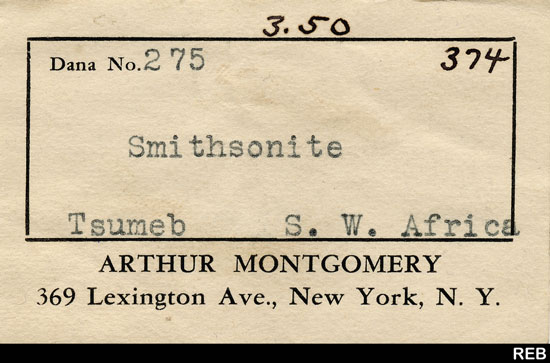 3.50
Dana No. 275 374
Smithsonite
Tsumeb S. W. Africa
ARTHUR MONTGOMERY
369 Lexington Ave., New York, N. Y.
REB